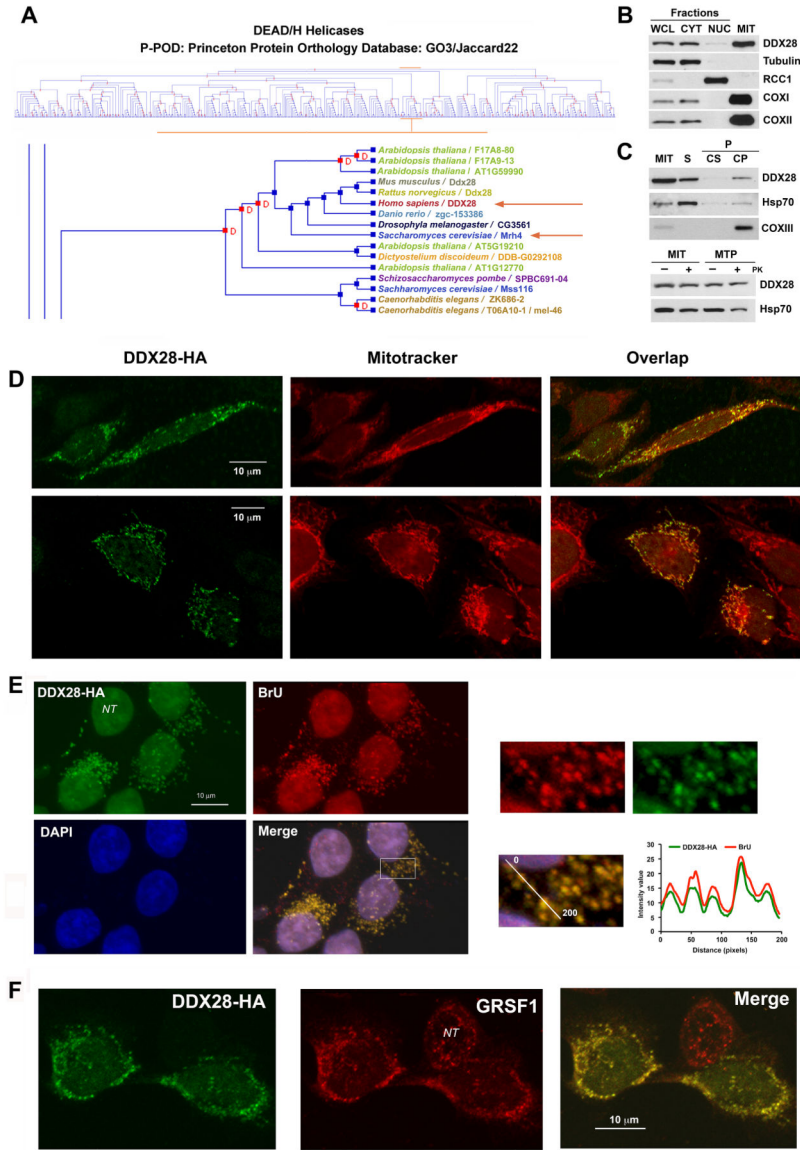 A
DEAD/H Helicases
P-POD: Princeton Protein Orthology Database: GO3/Jaccard22
D
Arabidopsis thaliana / F17A8-80
D
Arabidopsis thaliana / F17A9-13
Arabidopsis thaliana / AT1G59990
Mus musculus / Ddx28
D
Rattus norvegicus / Ddx28
D
Homo sapiens / DDX28
Danio rerio / zgc-153386
D
Drosophyla melanogaster / CG3561
Saccharomyces cerevisiae / Mrh4
Arabidopsis thaliana / AT5G19210
Dictyostelium discoideum / DDB-G0292108
Arabidopsis thaliana / AT1G12770
Schizosaccharomyces pombe / SPBC691-04
Sachharomyces cerevisiae / Mss116
Caenorhabditis elegans / ZK686-2
D
Caenorhabditis elegans / T06A10-1 / mel-46
B
Fractions
WCL CYT NUC MIT
DDX28
Tubulin
RCC1
COXI
COXII
C
P
MIT S CS CP
DDX28
Hsp70
COXIII
MIT MTP
– + – + PK
DDX28
Hsp70
DDX28-HA Mitotracker Overlap
D
10 µm
10 µm
E
DDX28-HA
NT
10 µm
BrU
DAPI
Merge
0
200
DDX28-HA BrU
Intensity value
30
25
20
15
10
5
0
0 50 100 150 200
Distance (pixels)
F
DDX28-HA
GRSF1
NT
Merge
10 µm